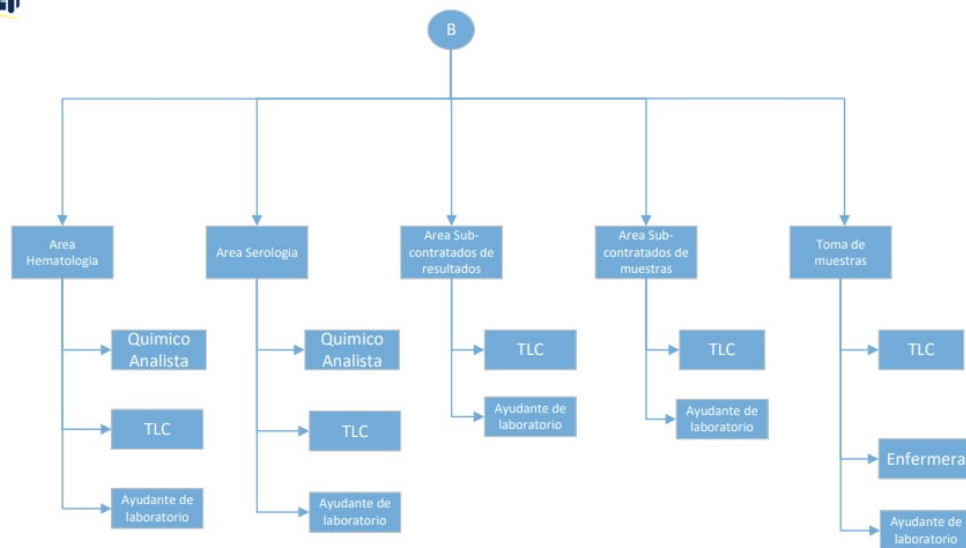 B
Area
Hematologia
Area Serologia
Area Sub-
contratados de
resultados
Area Sub-
contratados de
muestras
Toma de
muestras
Quimico
Analista
Quimico
Analista
TLC
TLC
TLC
TLC
TLC
Ayudante de
laboratorio
Ayudante de
laboratorio
Enfermera
Ayudante de
laboratorio
Ayudante de
laboratorio
Ayudante de
laboratorio